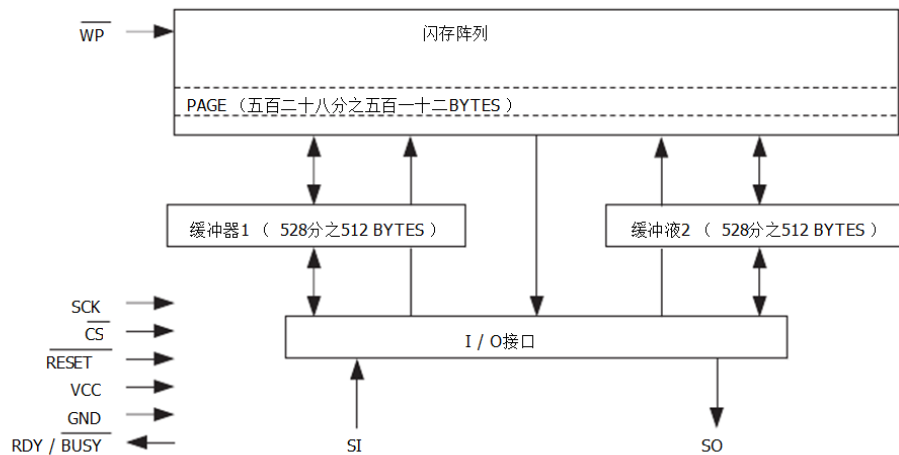 WP
闪存阵列
PAGE （五百二十八分之五百一十二BYTES ）
缓冲器1 （ 528分之512 BYTES ）
缓冲液2 （ 528分之512 BYTES ）
SCK
CS
RESET
VCC
GND
RDY / BUSY
I / O接口
SI
SO